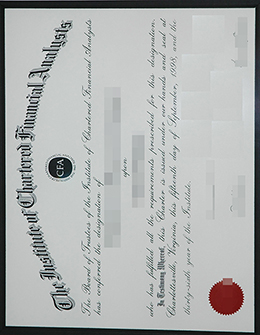 The Institute of Chartered Financial Analysts
CFA
The Board of Trustees of the Institute of Chartered Financial Analysts
has conferred the designation of
upon
who has fulfilled all the requirements prescribed for this designation.
In Testimony Whereof, this Charter is issued under our hands and seal at
Charlottesville, Virginia, this fifteenth day of September, 1998, and the
thirty-sixth year of the Institute.